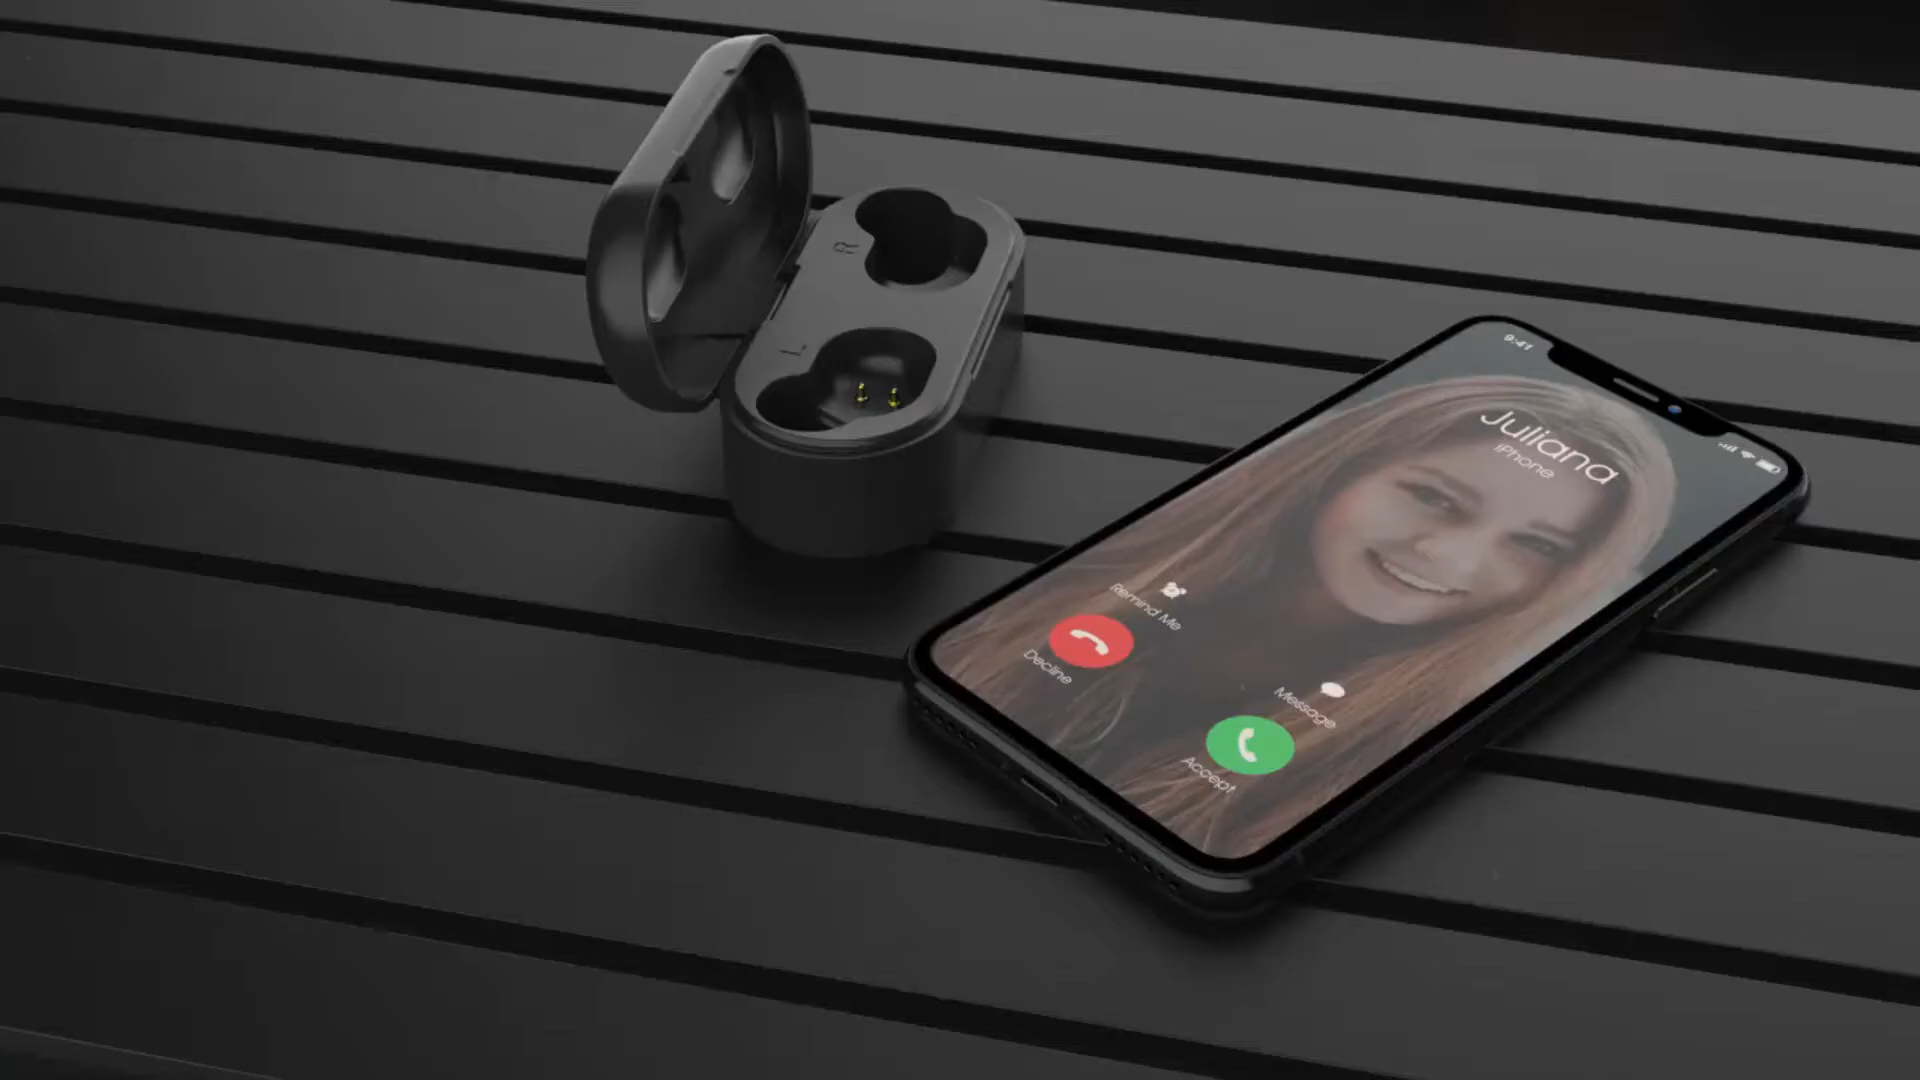 R
L
9:41
Juliana
iPhone
Remind Me
Message
Decline
Accept